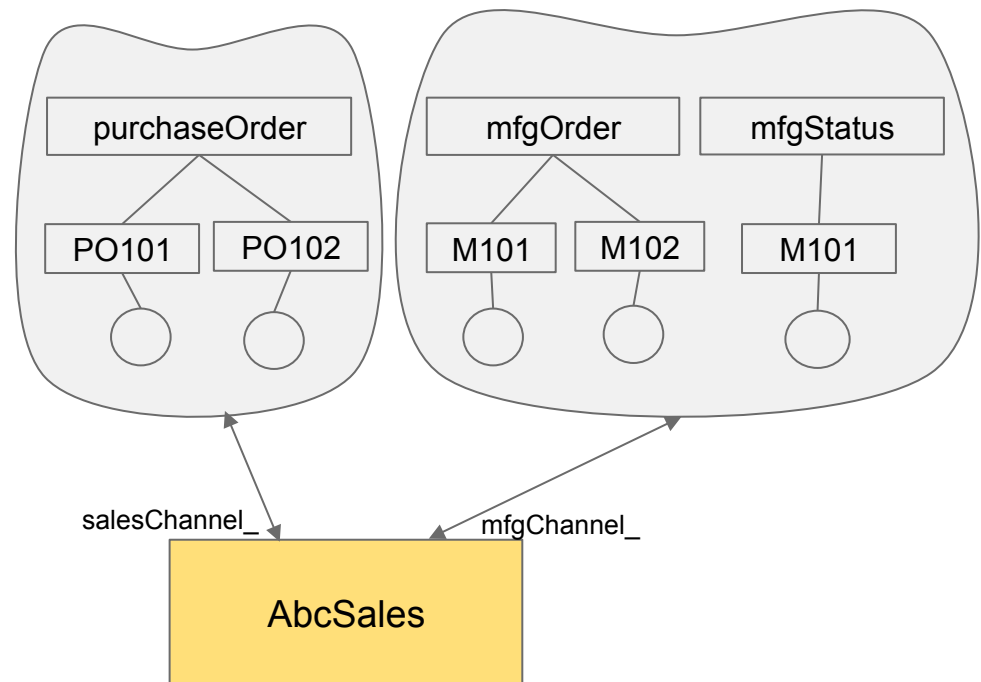 purchaseOrder
mfgOrder
mfgStatus
PO101
PO102
M101
M102
M101
salesChannel_
mfgChannel_
AbcSales